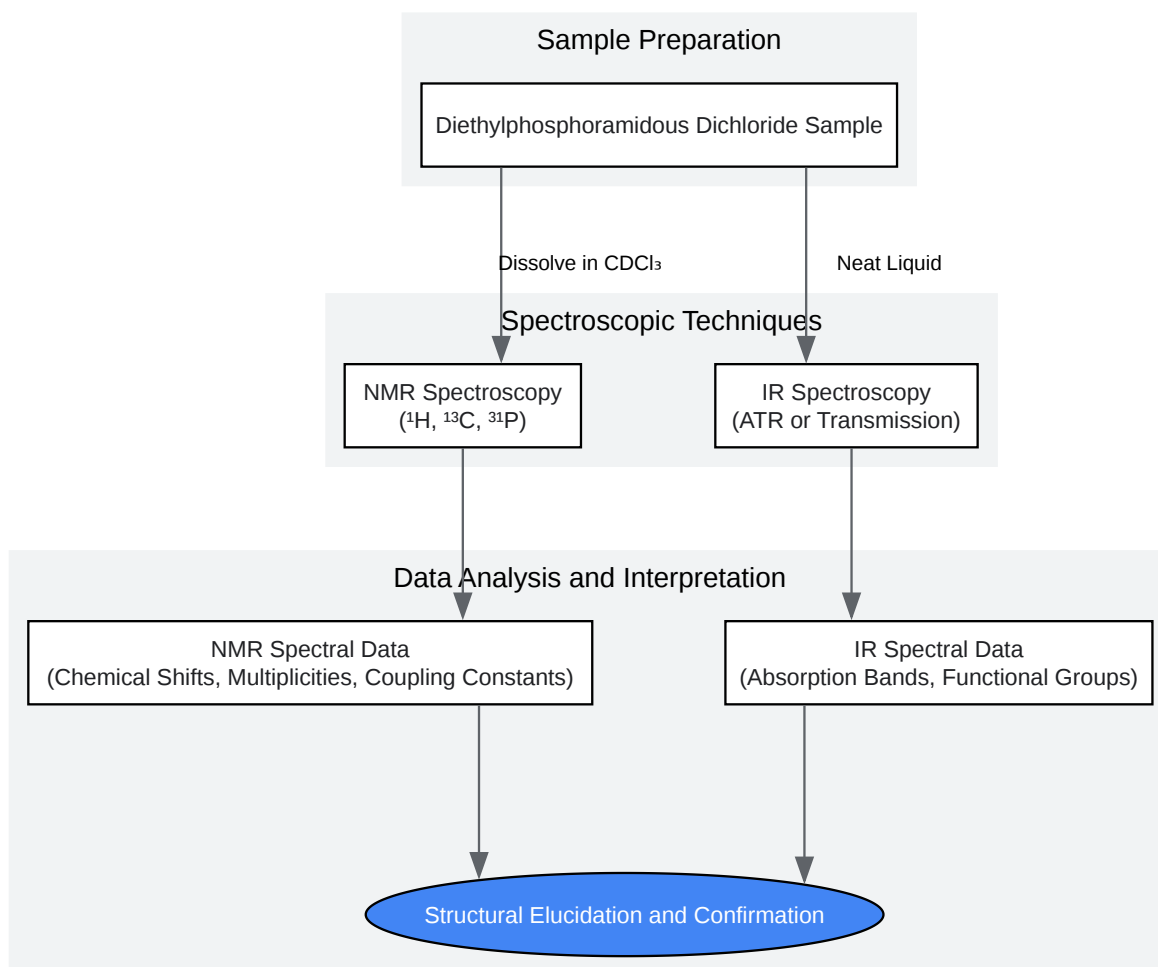 Sample Preparation
Diethylphosphoramidous Dichloride Sample
Dissolve in CDCl₃
Neat Liquid
Spectroscopic Techniques
NMR Spectroscopy
(¹H, ¹³C, ³¹P)
IR Spectroscopy
(ATR or Transmission)
Data Analysis and Interpretation
NMR Spectral Data
(Chemical Shifts, Multiplicities, Coupling Constants)
IR Spectral Data
(Absorption Bands, Functional Groups)
Structural Elucidation and Confirmation